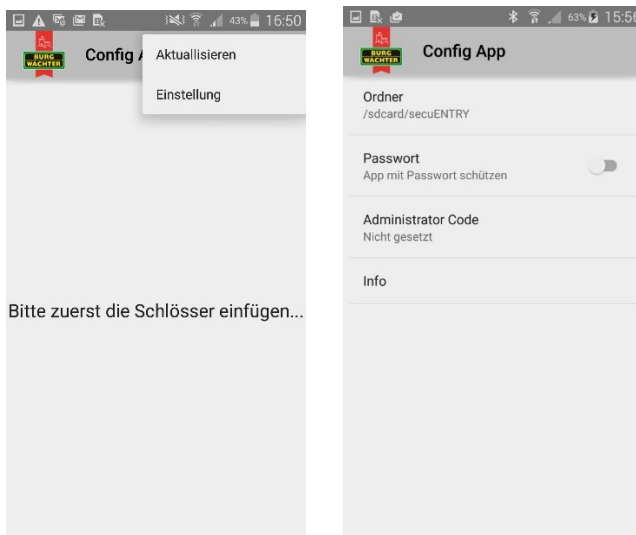 43% 16:50
BURG
WÄCHTER
Config A
Aktuallisieren
Einstellung
Bitte zuerst die Schlösser einfügen...
63% 15:56
BURG
WÄCHTER
Config App
Ordner
/sdcard/secuENTRY
Passwort
App mit Passwort schützen
Administrator Code
Nicht gesetzt
Info